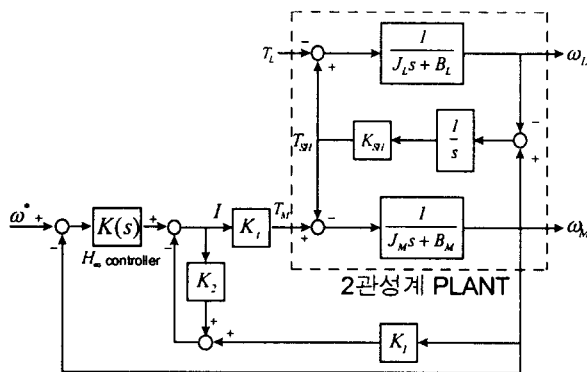 T_L − + 1 / (J_L s + B_L) ω_L
T_SH K_SH 1/s − +
ω* + − K(s) + − I K_t T_M + − 1 / (J_M s + B_M) ω_M
H∞ controller
2관성계 PLANT
K_2
+ + K_1